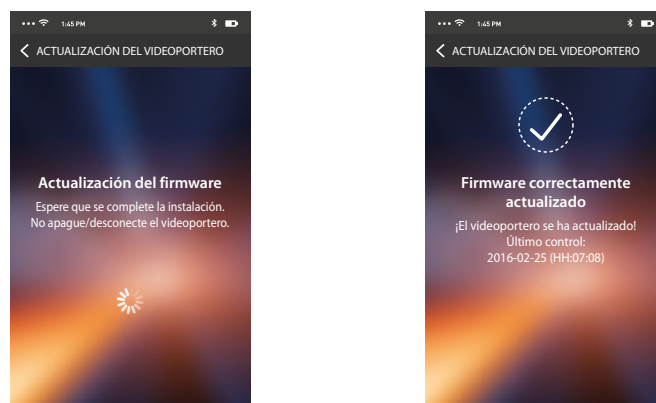 1:45 PM
ACTUALIZACIÓN DEL VIDEOPORTERO
Actualización del firmware
Espere que se complete la instalación.
No apague/desconecte el videoportero.
1:45 PM
ACTUALIZACIÓN DEL VIDEOPORTERO
Firmware correctamente
actualizado
¡El videoportero se ha actualizado!
Último control:
2016-02-25 (HH:07:08)